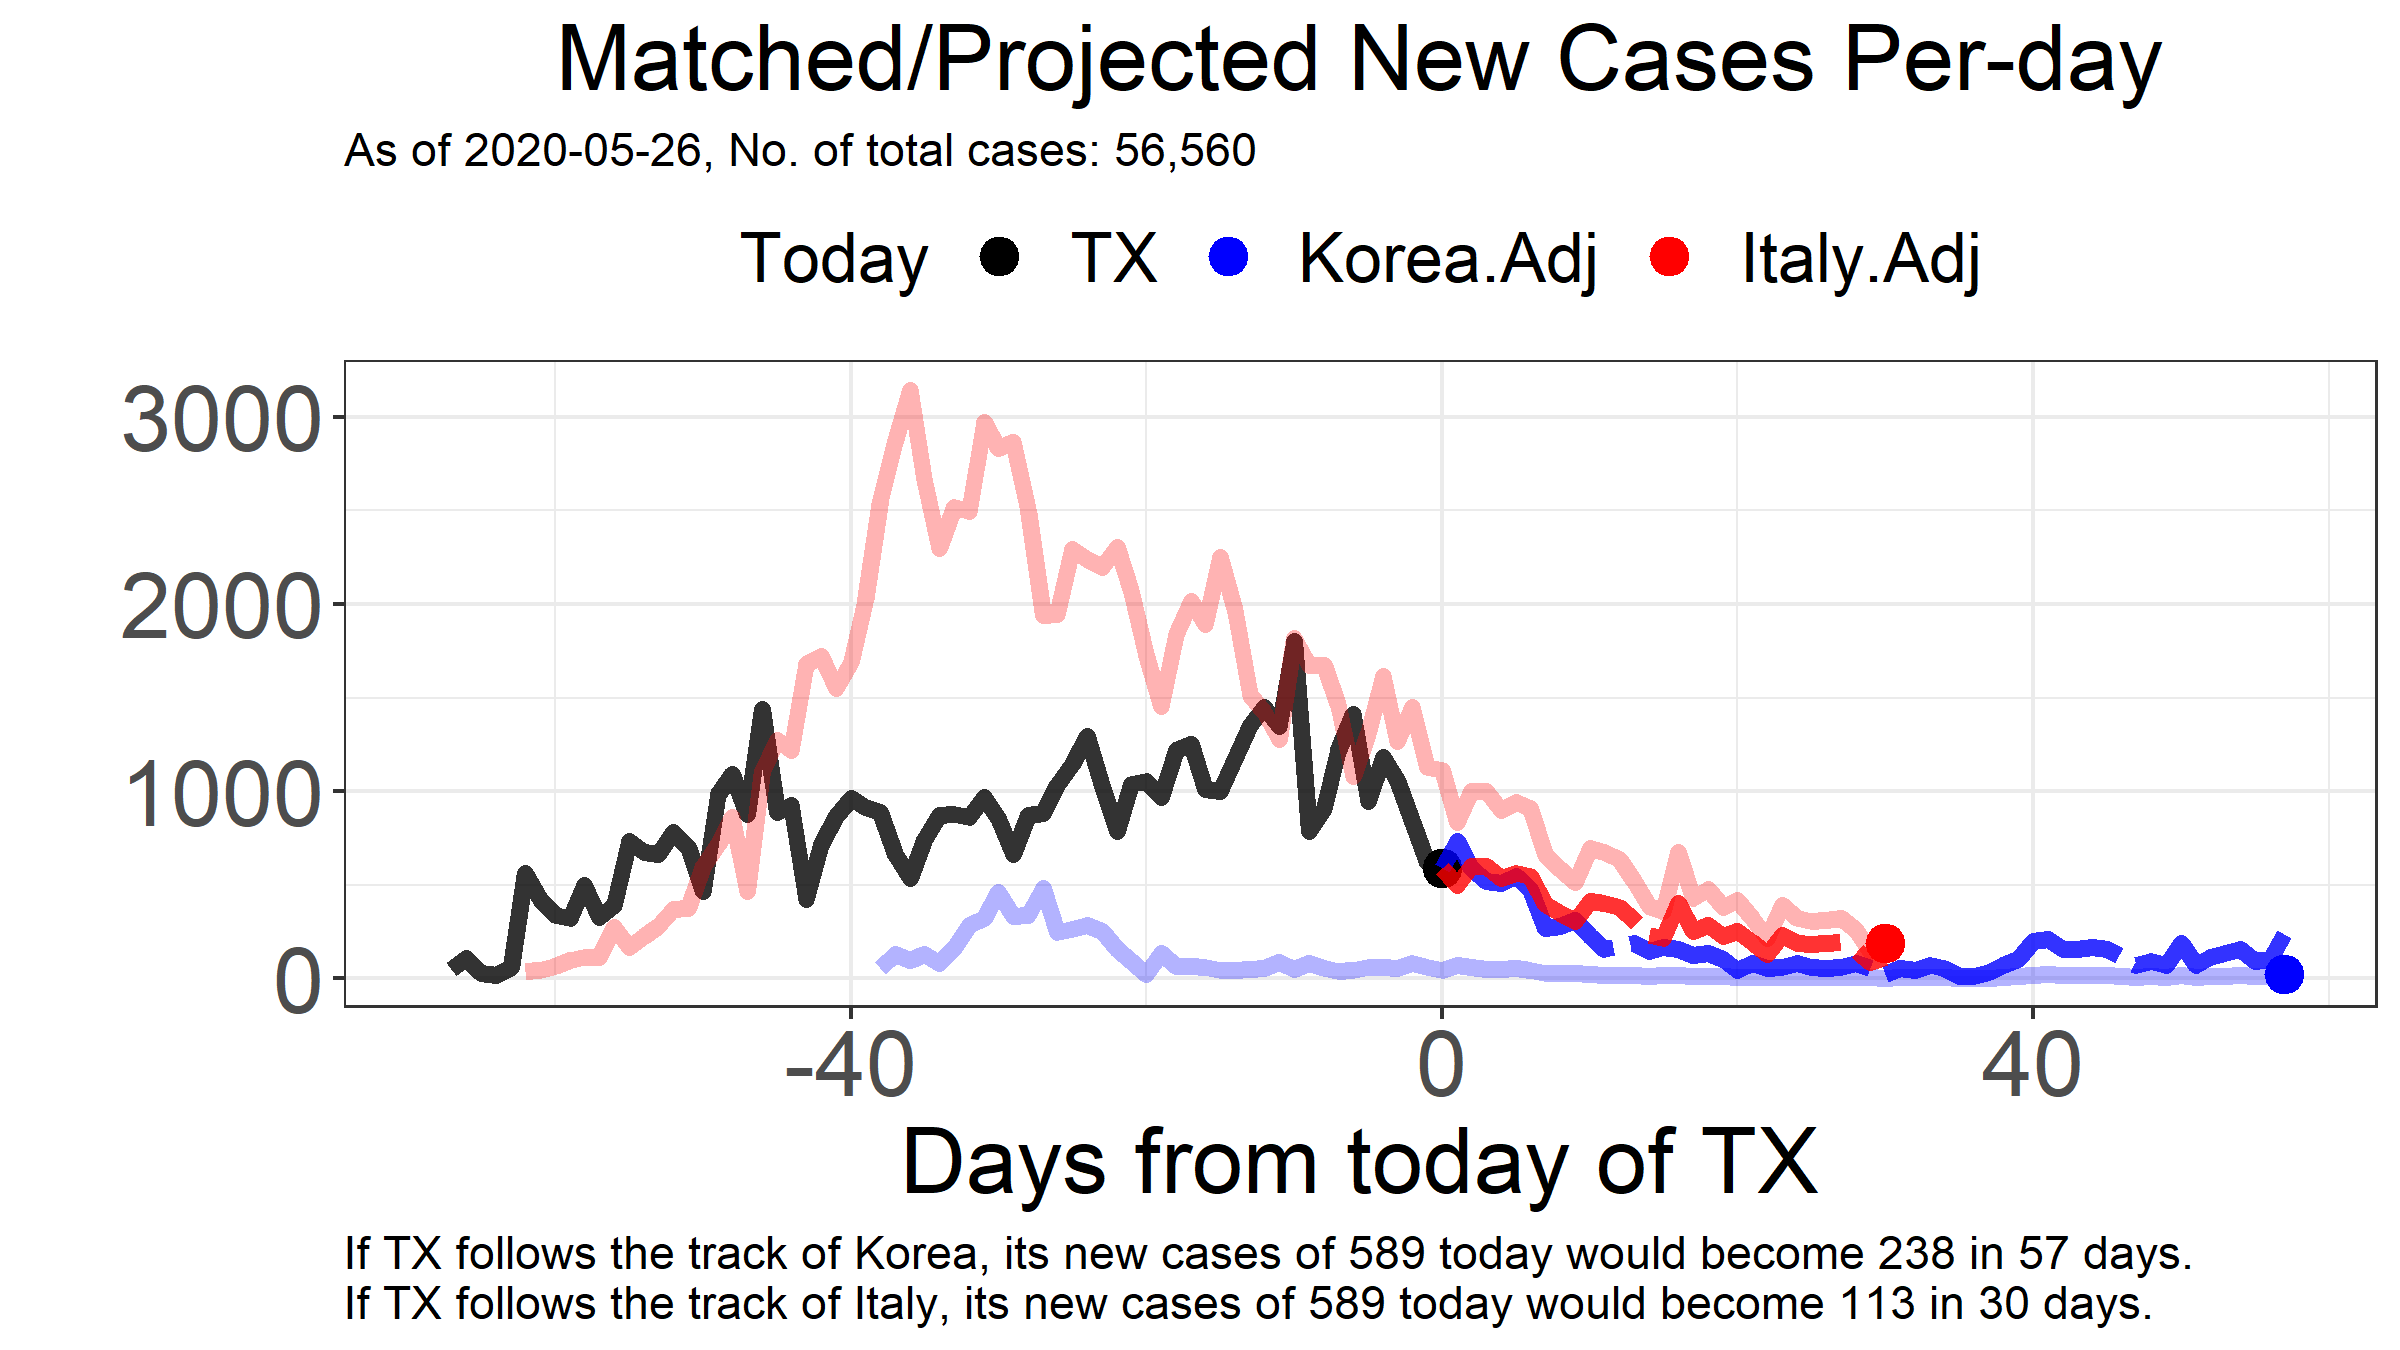 Matched/Projected New Cases Per-day
As of 2020-05-26, No. of total cases: 56,560
Today TX Korea.Adj Italy.Adj
3000
2000
1000
0
-40 0 40
Days from today of TX
If TX follows the track of Korea, its new cases of 589 today would become 238 in 57 days.
If TX follows the track of Italy, its new cases of 589 today would become 113 in 30 days.